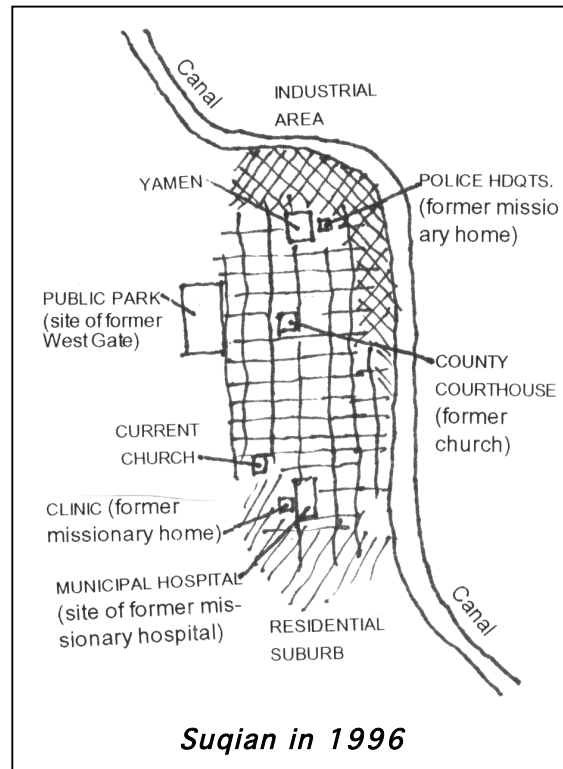 Canal
INDUSTRIAL
AREA
YAMEN
POLICE HDQTS.
(former missio
ary home)
PUBLIC PARK
(site of former
West Gate)
COUNTY
COURTHOUSE
(former
church)
CURRENT
CHURCH
CLINIC (former
missionary home)
MUNICIPAL HOSPITAL
(site of former mis-
sionary hospital)
RESIDENTIAL
SUBURB
Canal
Suqian in 1996